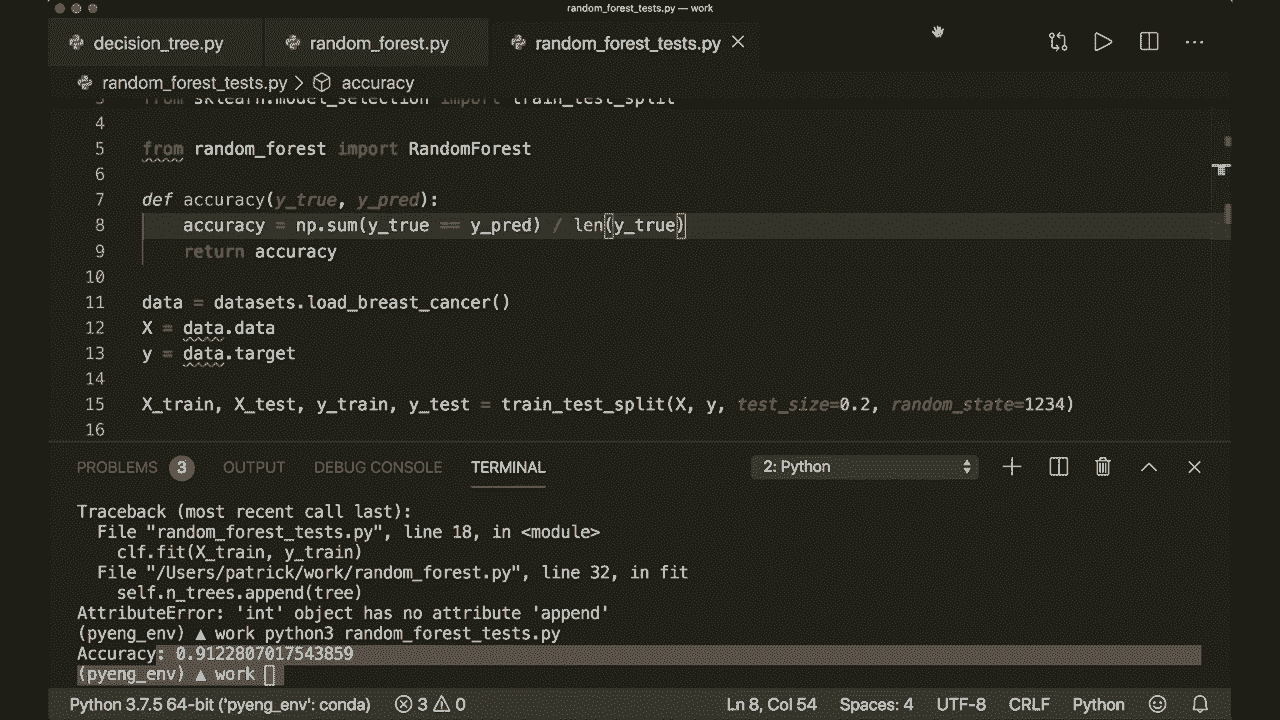 random_forest_tests.py — work
decision_tree.py random_forest.py random_forest_tests.py
random_forest_tests.py > accuracy
3 from sklearn.model_selection import train_test_split
4
5 from random_forest import RandomForest
6
7 def accuracy(y_true, y_pred):
8 accuracy = np.sum(y_true == y_pred) / len(y_true)
9 return accuracy
10
11 data = datasets.load_breast_cancer()
12 X = data.data
13 y = data.target
14
15 X_train, X_test, y_train, y_test = train_test_split(X, y, test_size=0.2, random_state=1234)
16
PROBLEMS 3 OUTPUT DEBUG CONSOLE TERMINAL 2: Python
Traceback (most recent call last):
File "random_forest_tests.py", line 18, in <module>
clf.fit(X_train, y_train)
File "/Users/patrick/work/random_forest.py", line 32, in fit
self.n_trees.append(tree)
AttributeError: 'int' object has no attribute 'append'
(pyeng_env) ▲ work python3 random_forest_tests.py
Accuracy: 0.9122807017543859
(pyeng_env) ▲ work
Python 3.7.5 64-bit ('pyeng_env': conda) 3 0 Ln 8, Col 54 Spaces: 4 UTF-8 CRLF Python